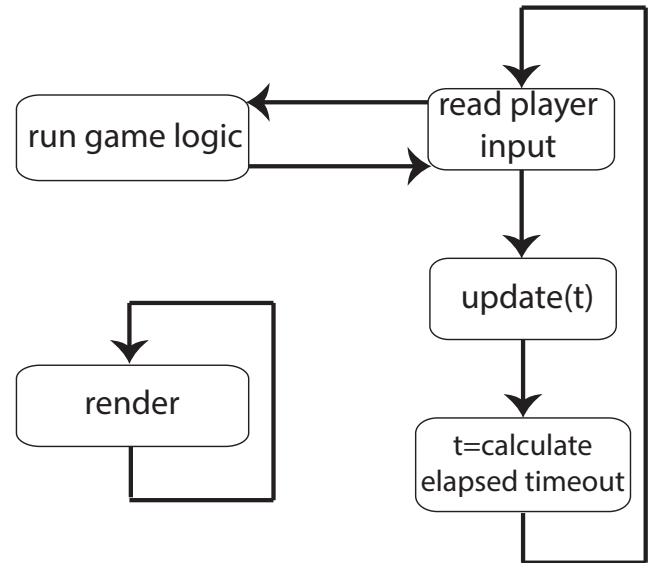 run game logic
read player
input
update(t)
render
t=calculate
elapsed timeout